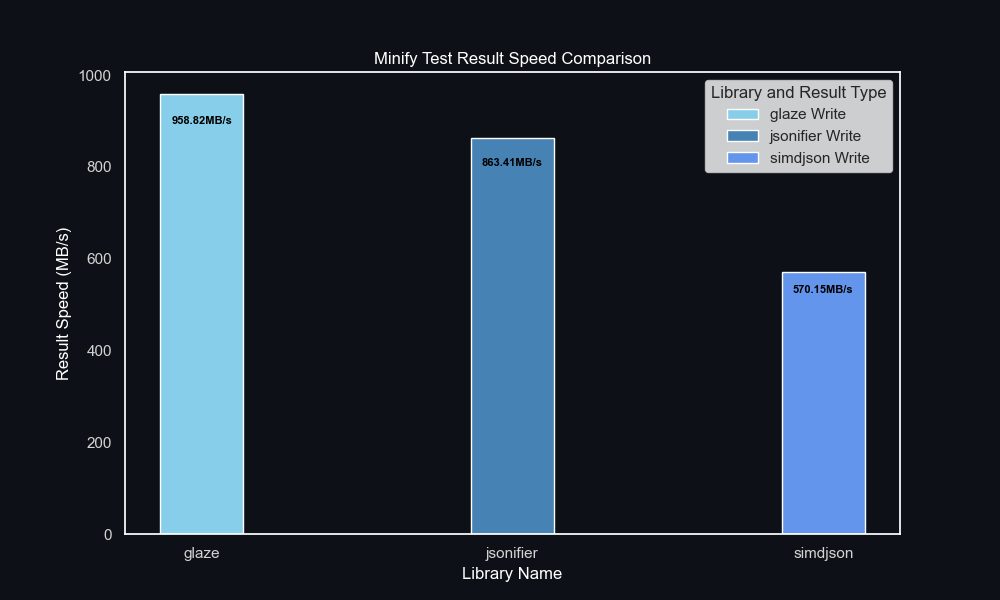 Minify Test Result Speed Comparison
Library and Result Type
glaze Write
jsonifier Write
simdjson Write
Result Speed (MB/s)
1000
800
600
400
200
0
958.82MB/s
863.41MB/s
570.15MB/s
glaze
jsonifier
simdjson
Library Name